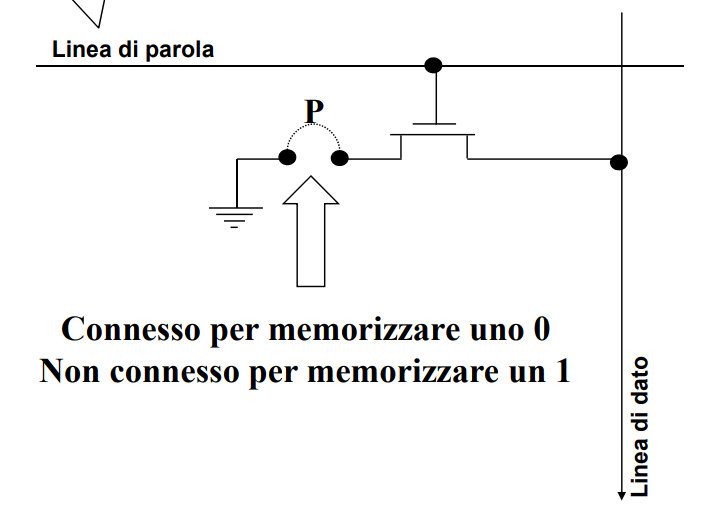 Linea di parola
P
Connesso per memorizzare uno 0
Non connesso per memorizzare un 1
Linea di dato